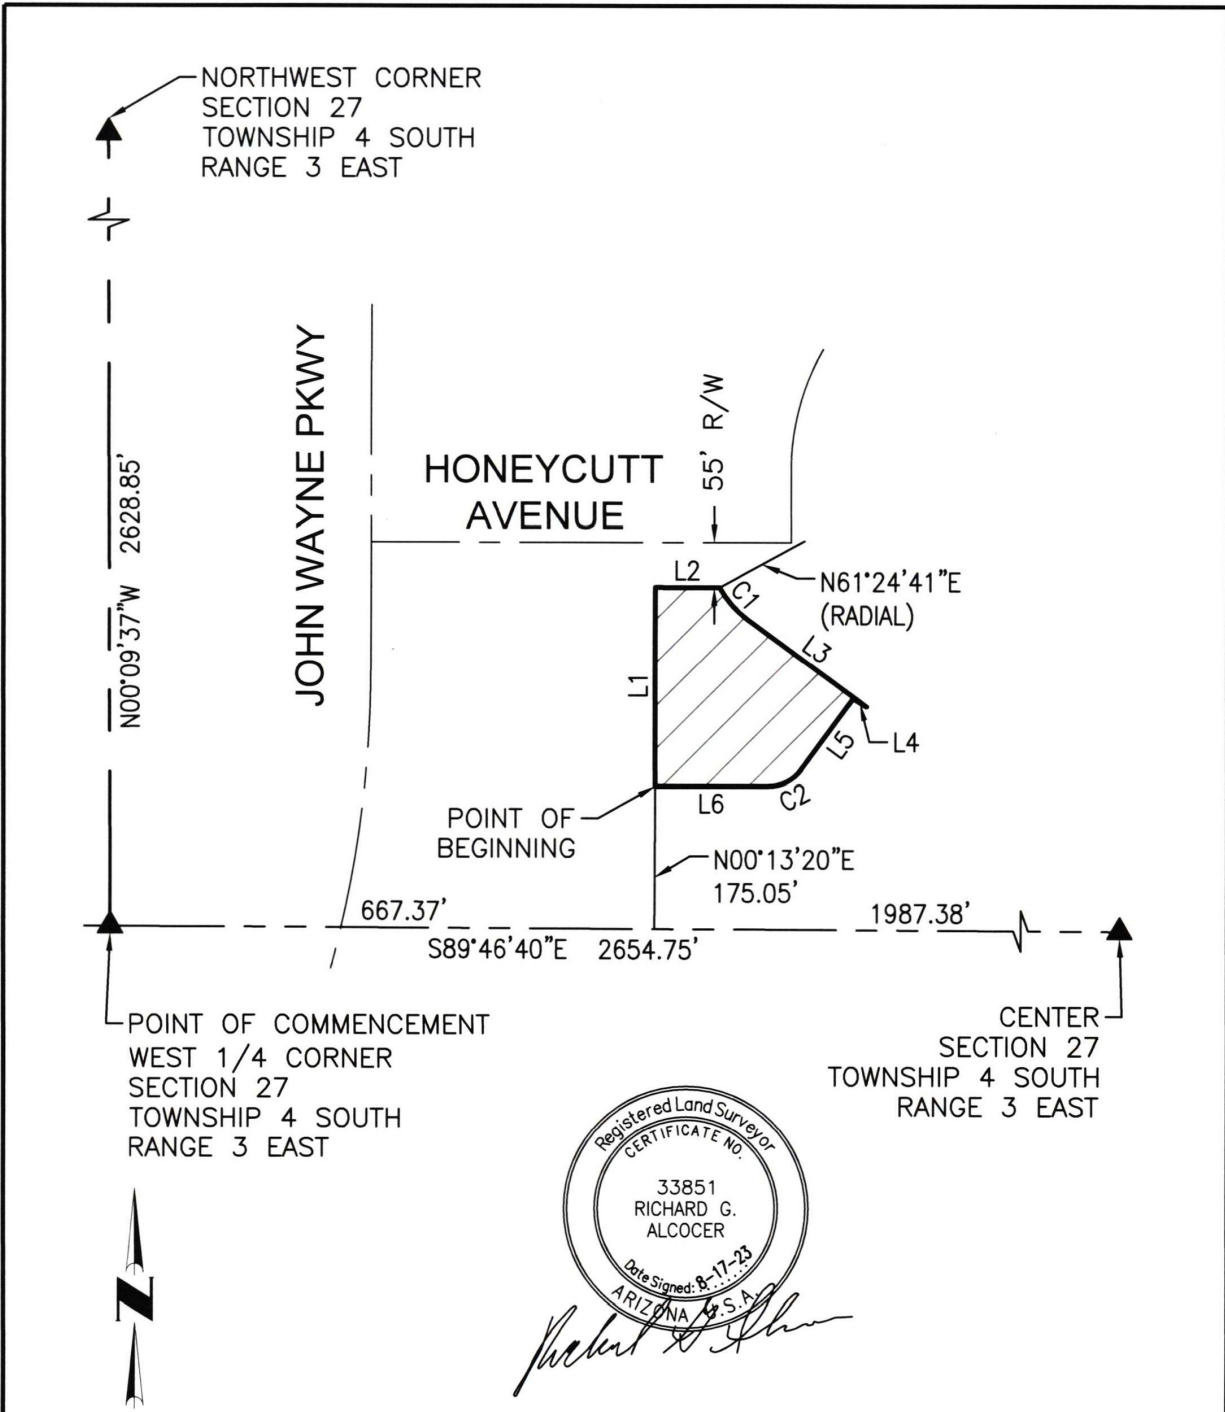 NORTHWEST CORNER
SECTION 27
TOWNSHIP 4 SOUTH
RANGE 3 EAST
N00°09'37"W 2628.85'
JOHN WAYNE PKWY
HONEYCUTT
AVENUE
55' R/W
L2
C1
N61°24'41"E
(RADIAL)
L3
L1
L4
L5
C2
L6
POINT OF
BEGINNING
N00°13'20"E
175.05'
667.37'
1987.38'
S89°46'40"E 2654.75'
POINT OF COMMENCEMENT
WEST 1/4 CORNER
SECTION 27
TOWNSHIP 4 SOUTH
RANGE 3 EAST
CENTER
SECTION 27
TOWNSHIP 4 SOUTH
RANGE 3 EAST
Registered Land Surveyor
CERTIFICATE NO.
33851
RICHARD G.
ALCOCER
Date Signed: 8-17-23
ARIZONA U.S.A.
N